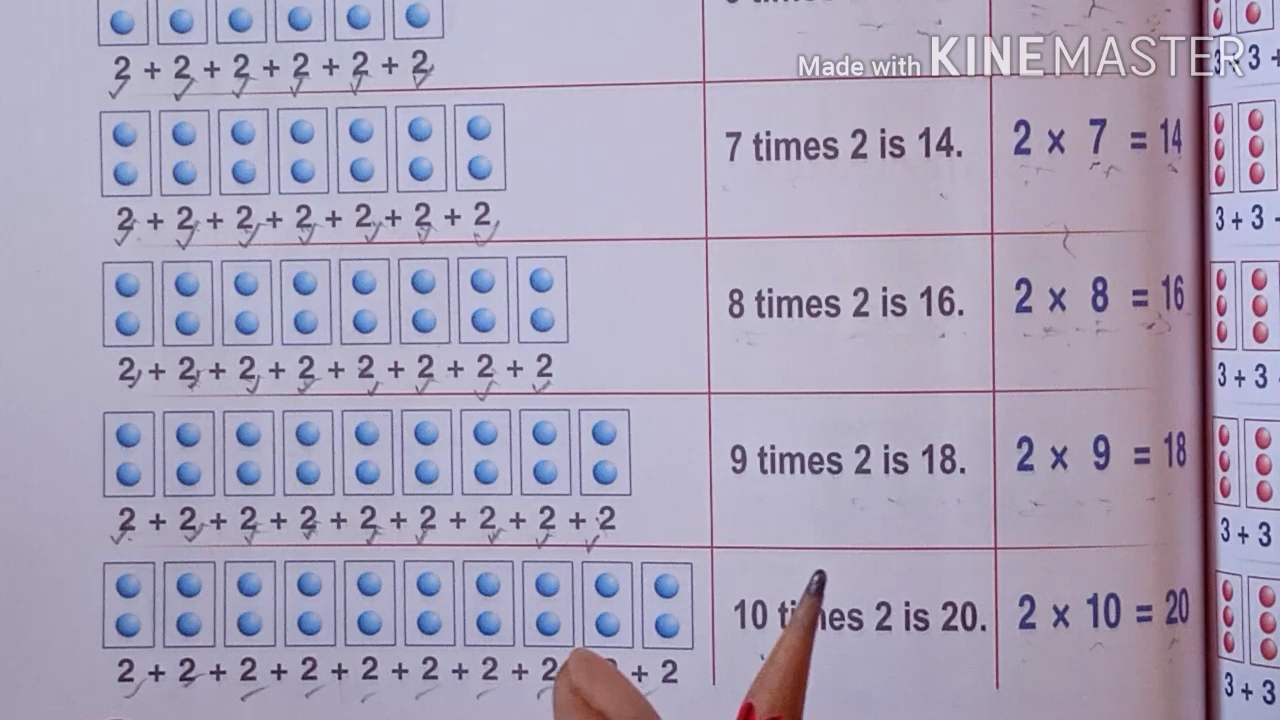 2 + 2 + 2 + 2 + 2 + 2
Made with KINEMASTER
3 + 3 +
2 + 2 + 2 + 2 + 2 + 2 + 2
7 times 2 is 14.
2 × 7 = 14
3 + 3
2 + 2 + 2 + 2 + 2 + 2 + 2 + 2
8 times 2 is 16.
2 × 8 = 16
3 + 3
2 + 2 + 2 + 2 + 2 + 2 + 2 + 2 + 2
9 times 2 is 18.
2 × 9 = 18
3 + 3
2 + 2 + 2 + 2 + 2 + 2 + 2 + 2 + 2
10 times 2 is 20.
2 × 10 = 20
3 + 3